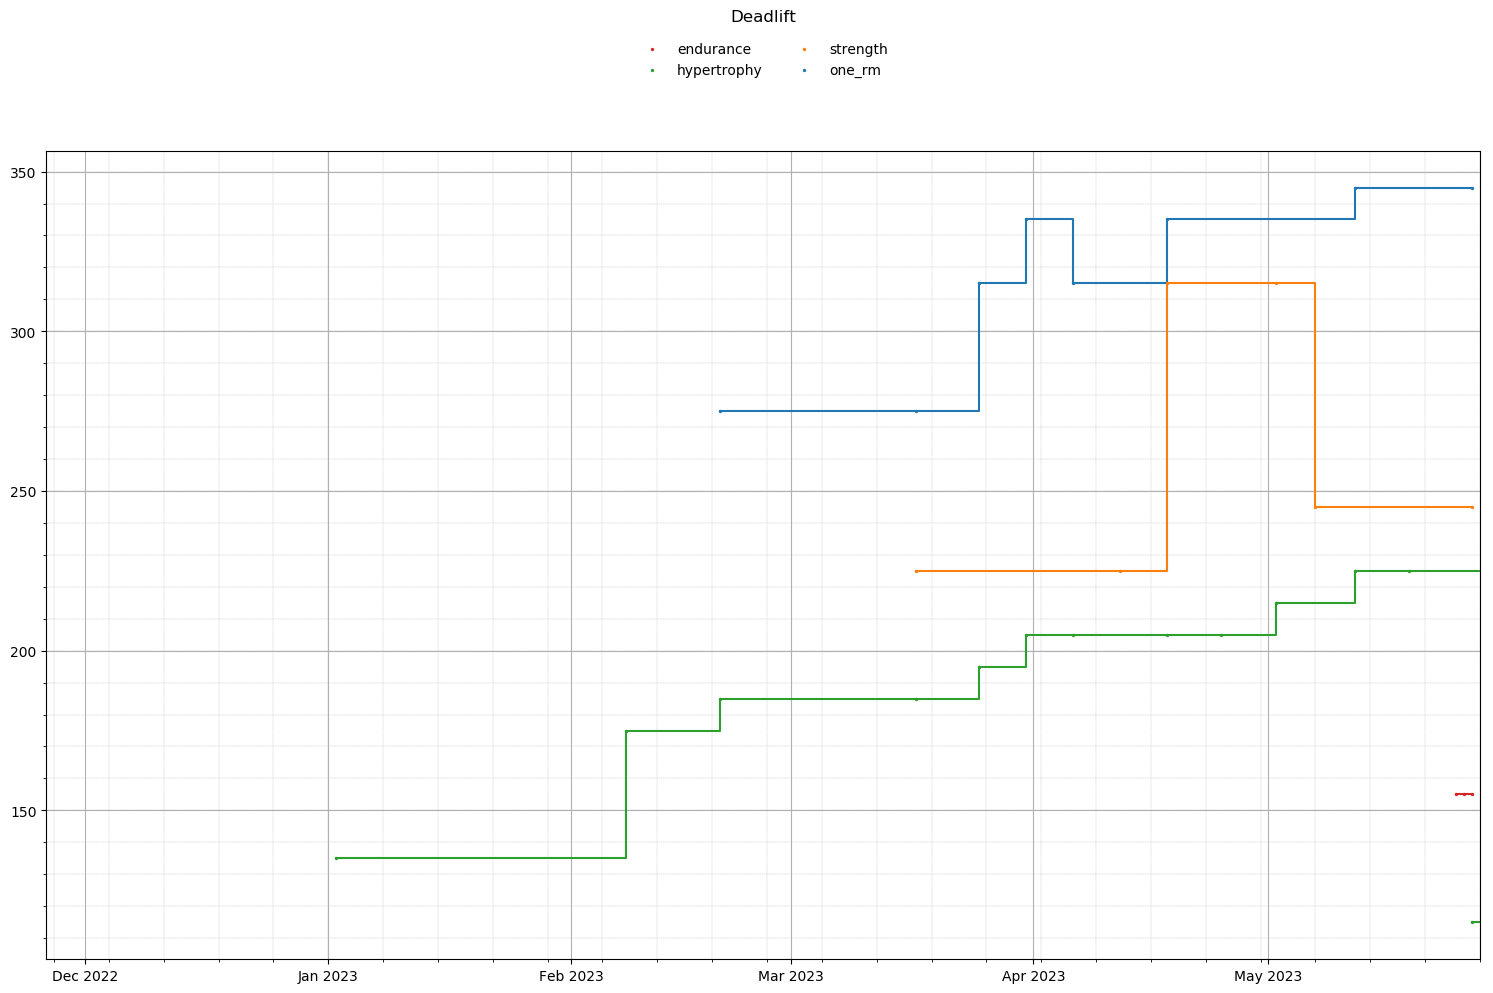 Deadlift
endurance strength
hypertrophy one_rm
350
300
250
200
150
Dec 2022 Jan 2023 Feb 2023 Mar 2023 Apr 2023 May 2023